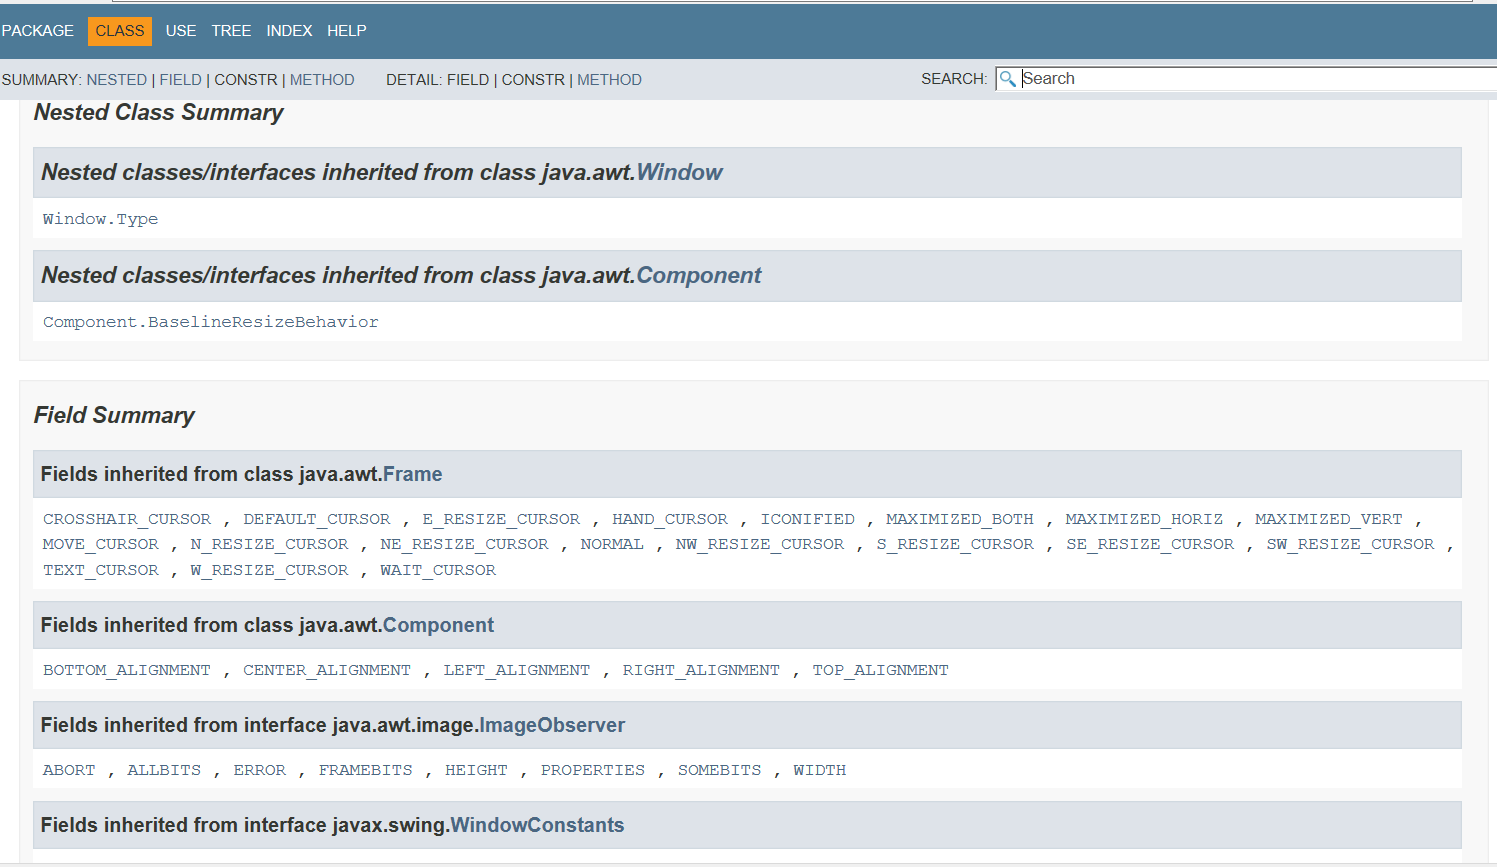 PACKAGE CLASS USE TREE INDEX HELP
SUMMARY: NESTED | FIELD | CONSTR | METHOD DETAIL: FIELD | CONSTR | METHOD SEARCH: Search
Nested Class Summary
Nested classes/interfaces inherited from class java.awt.Window
Window.Type
Nested classes/interfaces inherited from class java.awt.Component
Component.BaselineResizeBehavior
Field Summary
Fields inherited from class java.awt.Frame
CROSSHAIR_CURSOR , DEFAULT_CURSOR , E_RESIZE_CURSOR , HAND_CURSOR , ICONIFIED , MAXIMIZED_BOTH , MAXIMIZED_HORIZ , MAXIMIZED_VERT ,
MOVE_CURSOR , N_RESIZE_CURSOR , NE_RESIZE_CURSOR , NORMAL , NW_RESIZE_CURSOR , S_RESIZE_CURSOR , SE_RESIZE_CURSOR , SW_RESIZE_CURSOR ,
TEXT_CURSOR , W_RESIZE_CURSOR , WAIT_CURSOR
Fields inherited from class java.awt.Component
BOTTOM_ALIGNMENT , CENTER_ALIGNMENT , LEFT_ALIGNMENT , RIGHT_ALIGNMENT , TOP_ALIGNMENT
Fields inherited from interface java.awt.image.ImageObserver
ABORT , ALLBITS , ERROR , FRAMEBITS , HEIGHT , PROPERTIES , SOMEBITS , WIDTH
Fields inherited from interface javax.swing.WindowConstants